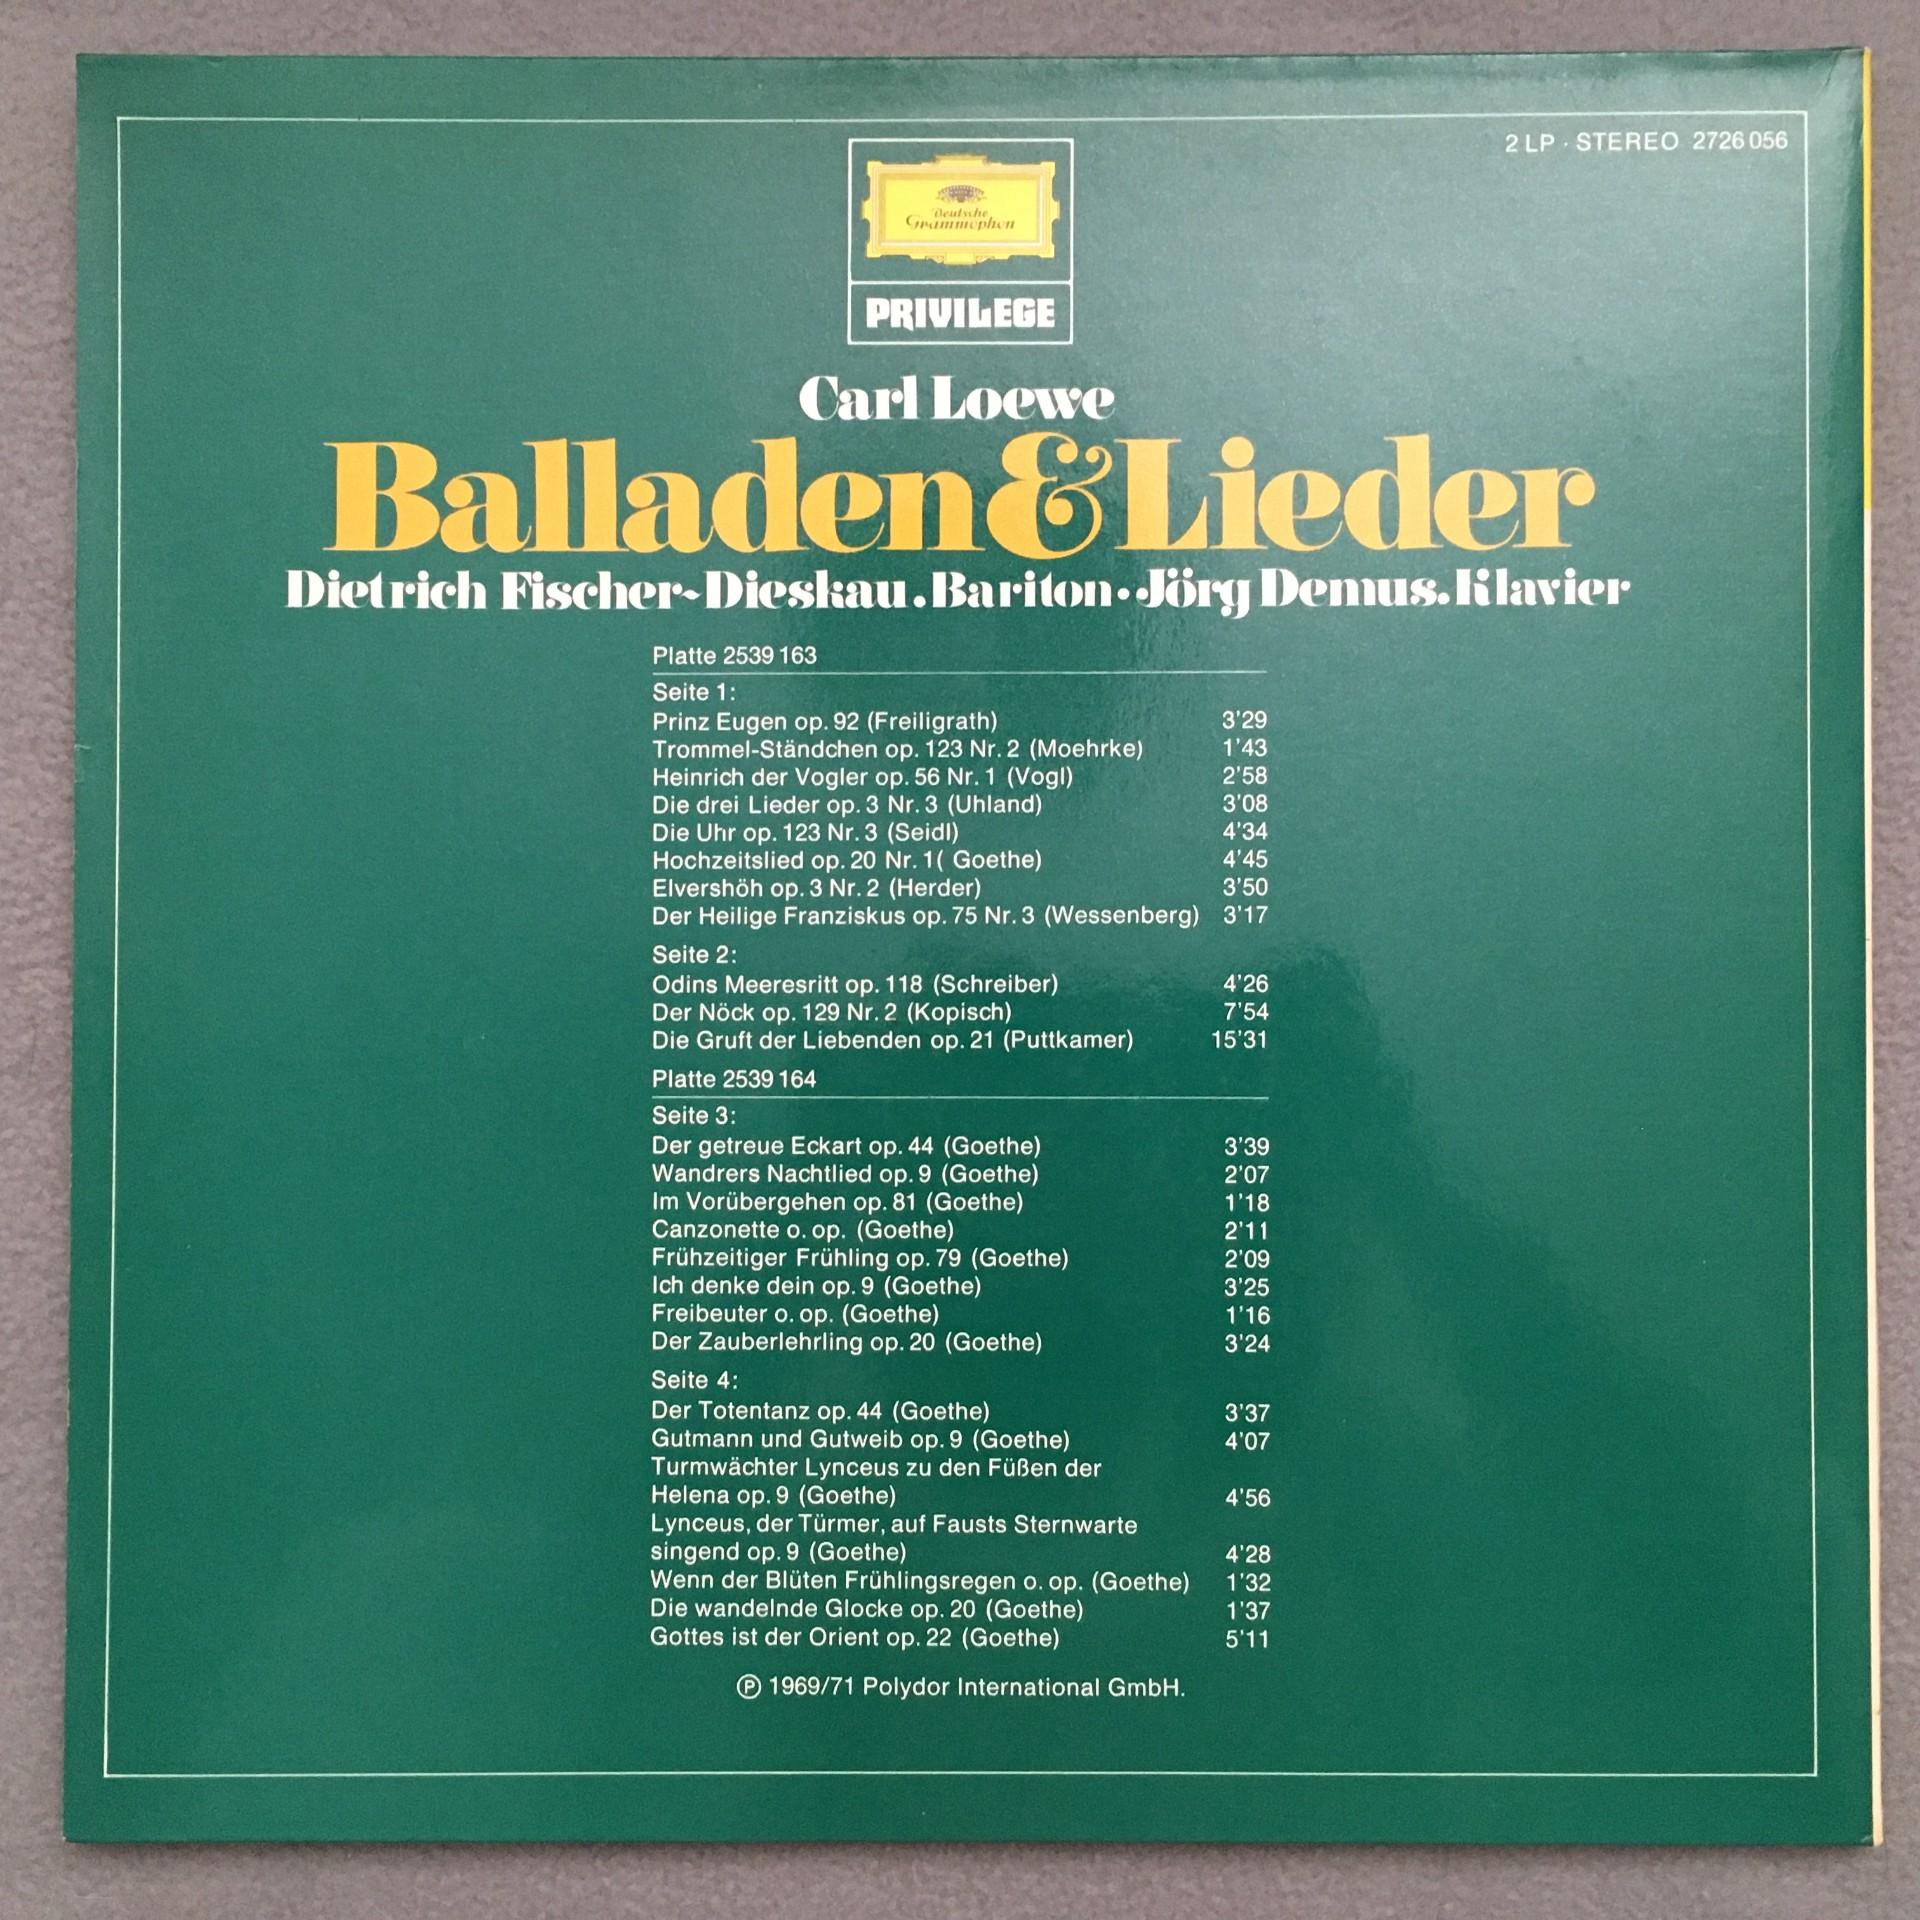 2 LP · STEREO 2726 056
Deutsche
Grammophon
PRIVILEGE
Carl Loewe
Balladen & Lieder
Dietrich Fischer-Dieskau. Bariton · Jörg Demus. Klavier
Platte 2539 163
Seite 1:
Prinz Eugen op. 92 (Freiligrath) 3'29
Trommel-Ständchen op. 123 Nr. 2 (Moehrke) 1'43
Heinrich der Vogler op. 56 Nr. 1 (Vogl) 2'58
Die drei Lieder op. 3 Nr. 3 (Uhland) 3'08
Die Uhr op. 123 Nr. 3 (Seidl) 4'34
Hochzeitslied op. 20 Nr. 1( Goethe) 4'45
Elvershöh op. 3 Nr. 2 (Herder) 3'50
Der Heilige Franziskus op. 75 Nr. 3 (Wessenberg) 3'17
Seite 2:
Odins Meeresritt op. 118 (Schreiber) 4'26
Der Nöck op. 129 Nr. 2 (Kopisch) 7'54
Die Gruft der Liebenden op. 21 (Puttkamer) 15'31
Platte 2539 164
Seite 3:
Der getreue Eckart op. 44 (Goethe) 3'39
Wandrers Nachtlied op. 9 (Goethe) 2'07
Im Vorübergehen op. 81 (Goethe) 1'18
Canzonette o. op. (Goethe) 2'11
Frühzeitiger Frühling op. 79 (Goethe) 2'09
Ich denke dein op. 9 (Goethe) 3'25
Freibeuter o. op. (Goethe) 1'16
Der Zauberlehrling op. 20 (Goethe) 3'24
Seite 4:
Der Totentanz op. 44 (Goethe) 3'37
Gutmann und Gutweib op. 9 (Goethe) 4'07
Turmwächter Lynceus zu den Füßen der
Helena op. 9 (Goethe) 4'56
Lynceus, der Türmer, auf Fausts Sternwarte
singend op. 9 (Goethe) 4'28
Wenn der Blüten Frühlingsregen o. op. (Goethe) 1'32
Die wandelnde Glocke op. 20 (Goethe) 1'37
Gottes ist der Orient op. 22 (Goethe) 5'11
℗ 1969/71 Polydor International GmbH.